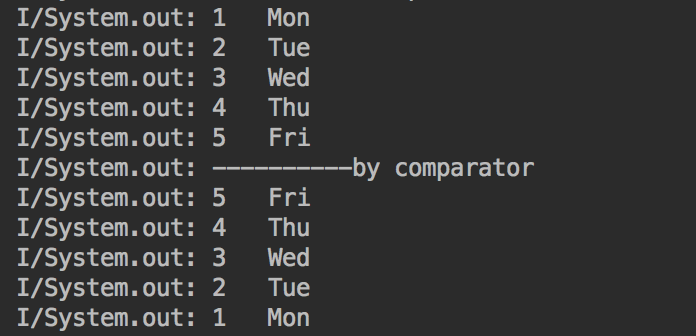 I/System.out: 1   Mon
I/System.out: 2   Tue
I/System.out: 3   Wed
I/System.out: 4   Thu
I/System.out: 5   Fri
I/System.out: ----------by comparator
I/System.out: 5   Fri
I/System.out: 4   Thu
I/System.out: 3   Wed
I/System.out: 2   Tue
I/System.out: 1   Mon